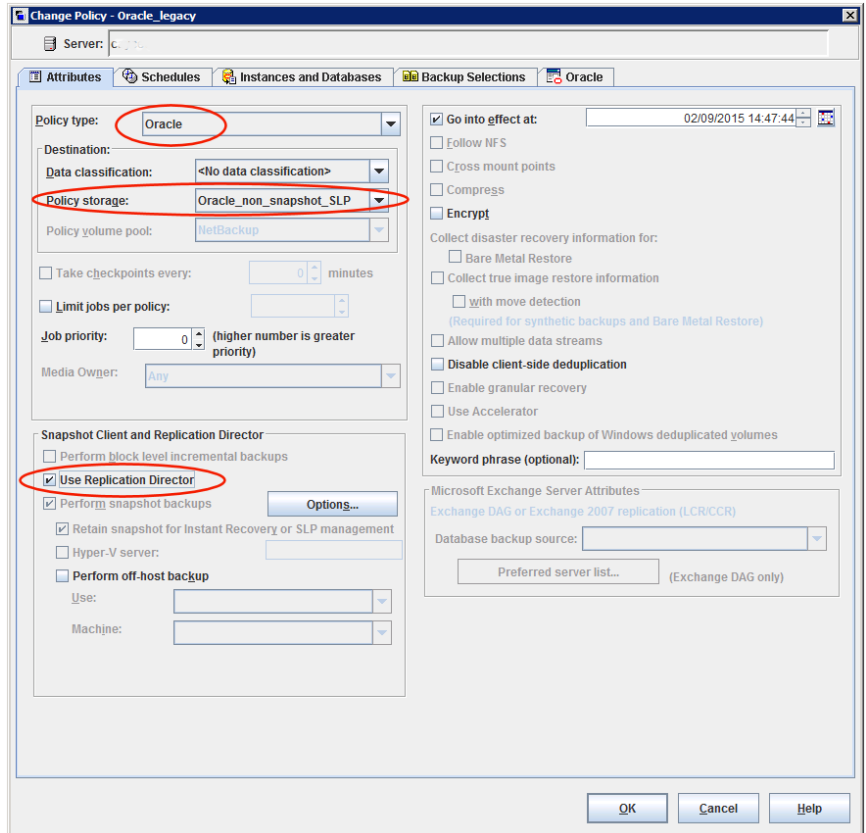 Change Policy - Oracle_legacy
Server:
Attributes
Schedules
Instances and Databases
Backup Selections
Oracle
Policy type:
Oracle
Destination:
Data classification:
<No data classification>
Policy storage:
Oracle_non_snapshot_SLP
Policy volume pool:
NetBackup
Take checkpoints every:
0
minutes
Limit jobs per policy:
Job priority:
0
(higher number is greater
priority)
Media Owner:
Any
Snapshot Client and Replication Director
Perform block level incremental backups
Use Replication Director
Perform snapshot backups
Options...
Retain snapshot for Instant Recovery or SLP management
Hyper-V server:
Perform off-host backup
Use:
Machine:
Go into effect at:
02/09/2015 14:47:44
Follow NFS
Cross mount points
Compress
Encrypt
Collect disaster recovery information for:
Bare Metal Restore
Collect true image restore information
with move detection
(Required for synthetic backups and Bare Metal Restore)
Allow multiple data streams
Disable client-side deduplication
Enable granular recovery
Use Accelerator
Enable optimized backup of Windows deduplicated volumes
Keyword phrase (optional):
Microsoft Exchange Server Attributes
Exchange DAG or Exchange 2007 replication (LCR/CCR)
Database backup source:
Preferred server list...
(Exchange DAG only)
OK
Cancel
Help